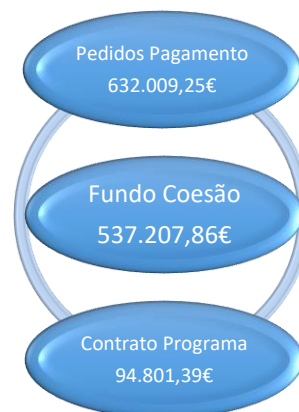 Pedidos Pagamento
632.009,25€
Fundo Coesão
537.207,86€
Contrato Programa
94.801,39€